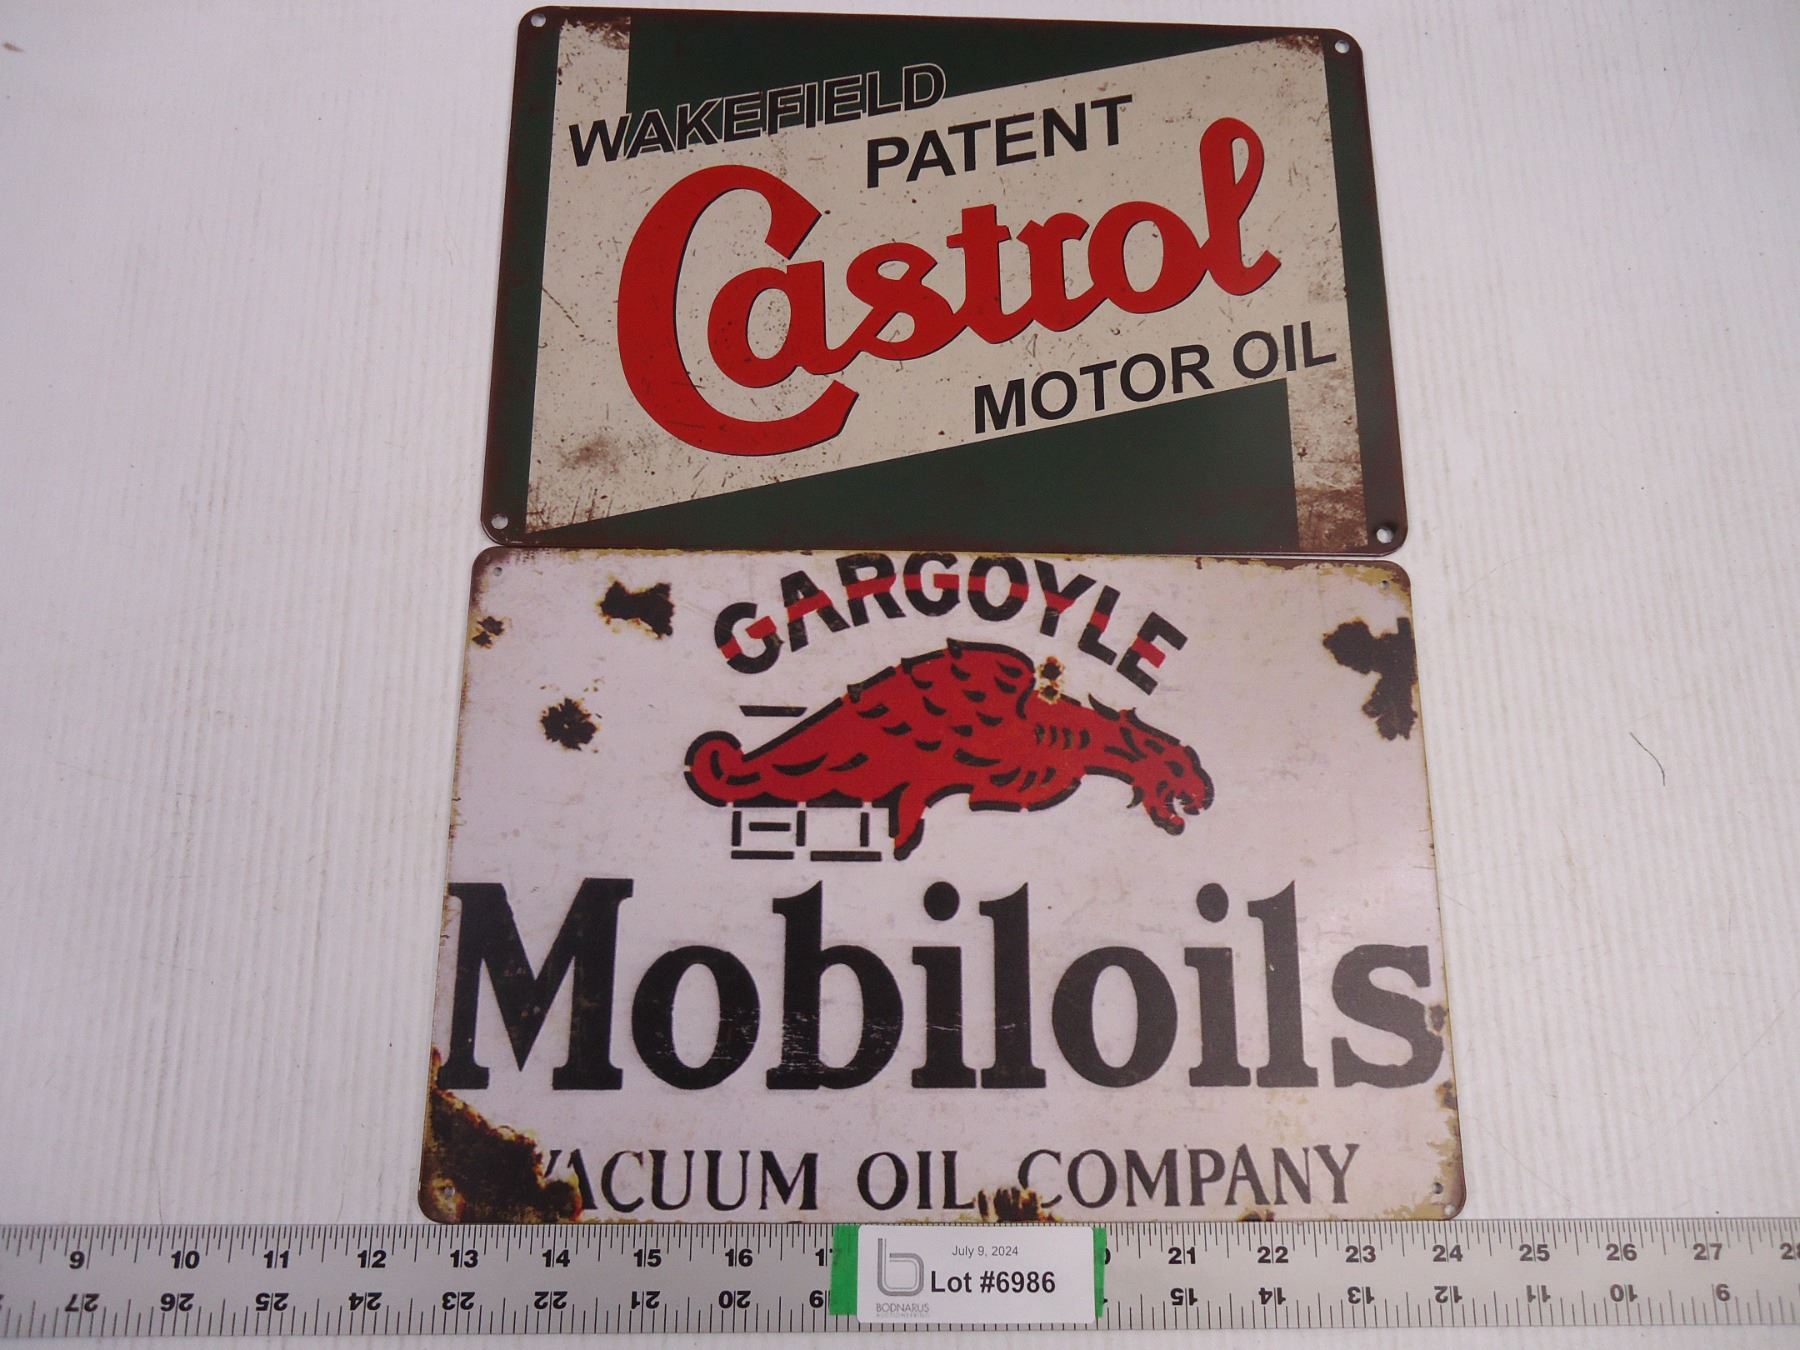 WAKEFIELD
PATENT
Castrol
MOTOR OIL
GARGOYLE
Mobiloils
VACUUM OIL COMPANY
9 10 11 12 13 14 15 16 21 22 23 24 25 26 27
July 9, 2024
Lot #6986
BODNARUS
AUCTIONEERING
27 26 25 24 23 22 21 20 19 15 14 13 12 11 10 9